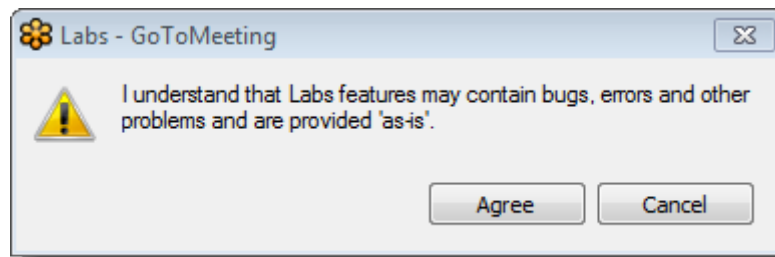 Labs - GoToMeeting
I understand that Labs features may contain bugs, errors and other
problems and are provided 'as-is'.
Agree Cancel